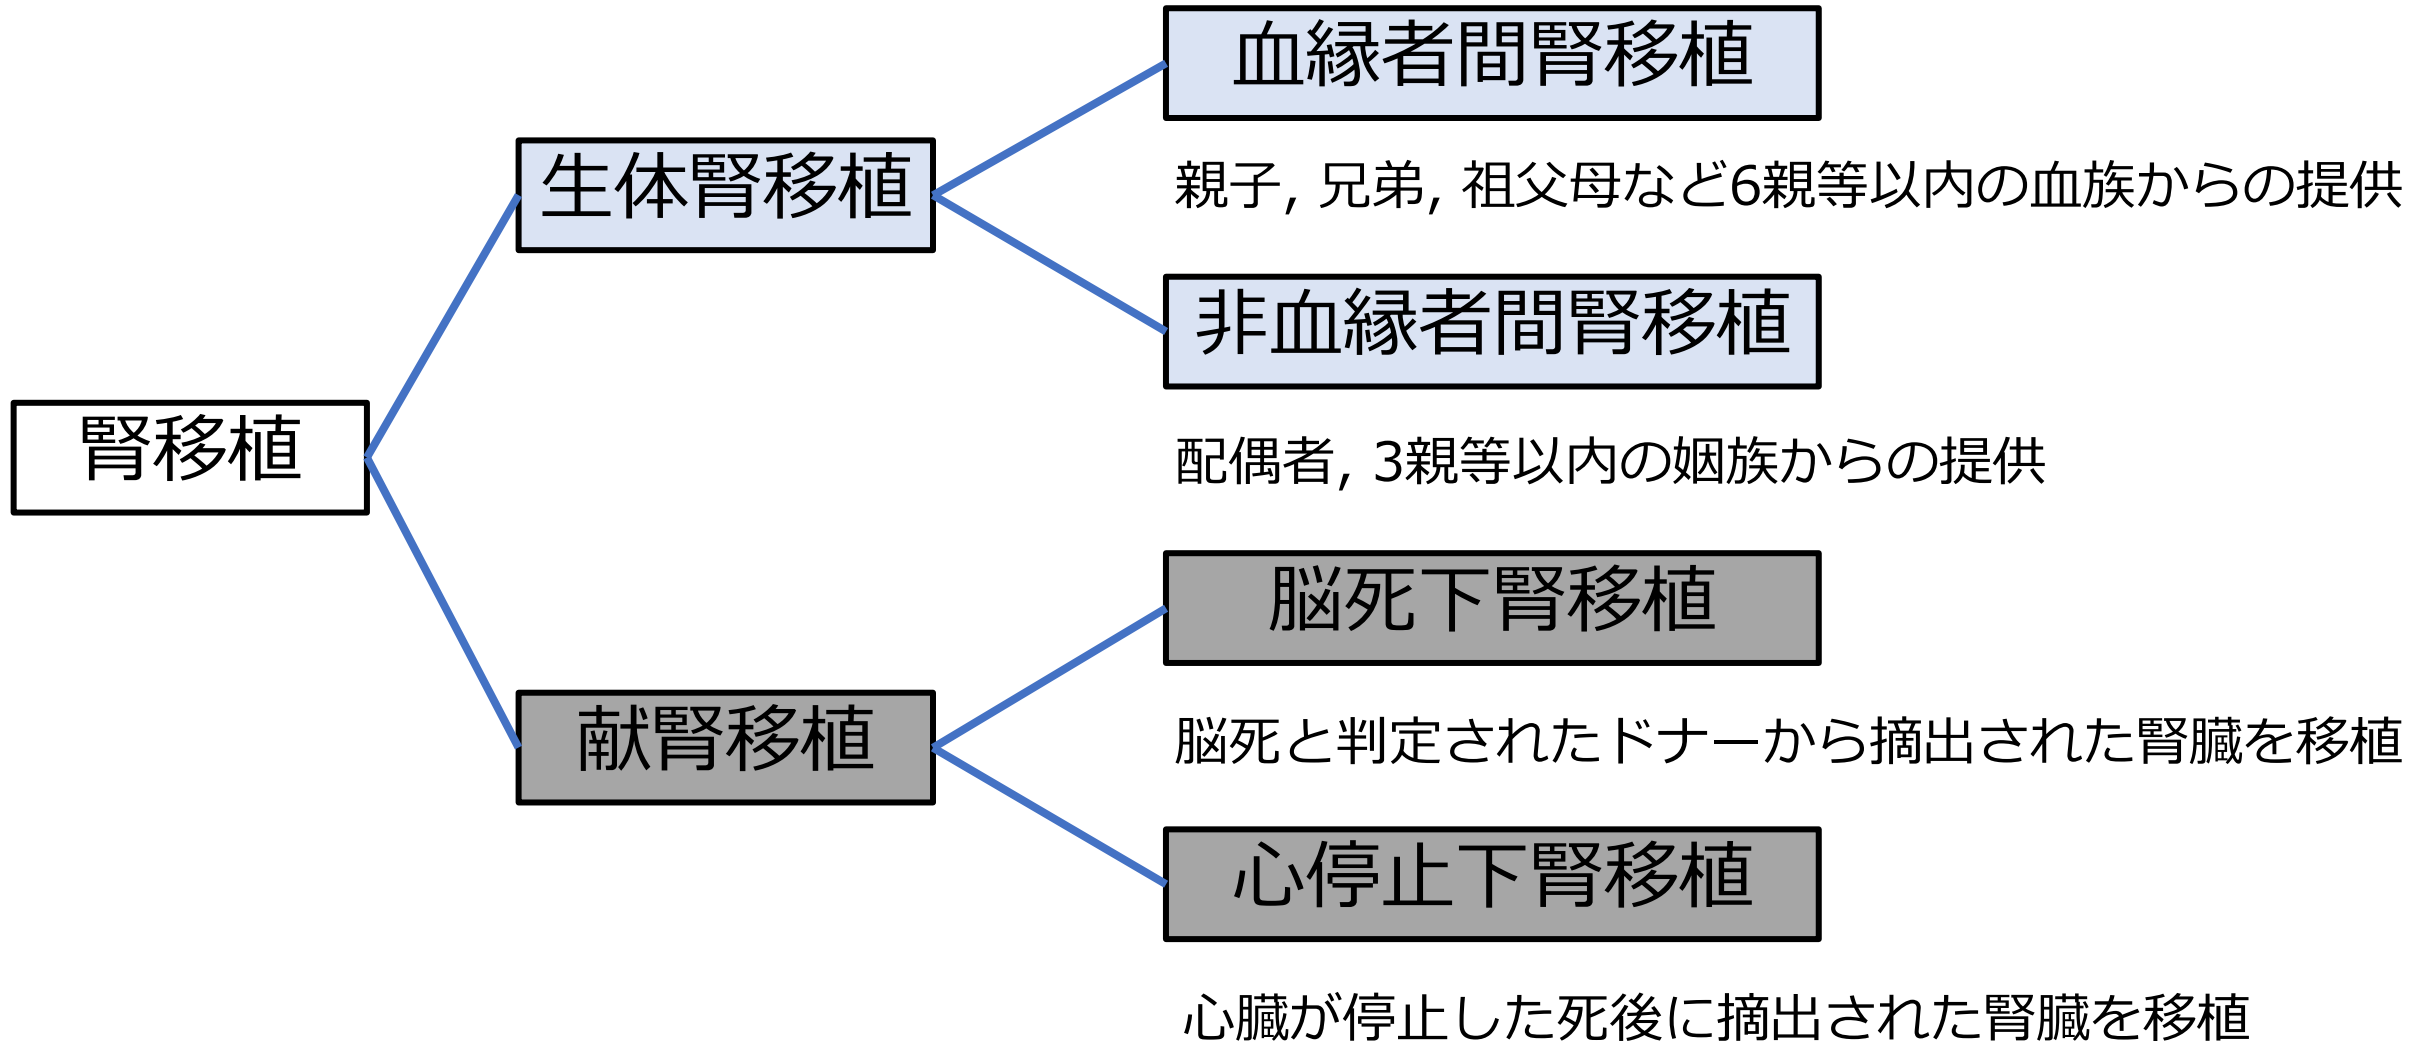 血縁者間腎移植
生体腎移植
親子, 兄弟, 祖父母など6親等以内の血族からの提供
非血縁者間腎移植
腎移植
配偶者, 3親等以内の姻族からの提供
脳死下腎移植
献腎移植
脳死と判定されたドナーから摘出された腎臓を移植
心停止下腎移植
心臓が停止した死後に摘出された腎臓を移植